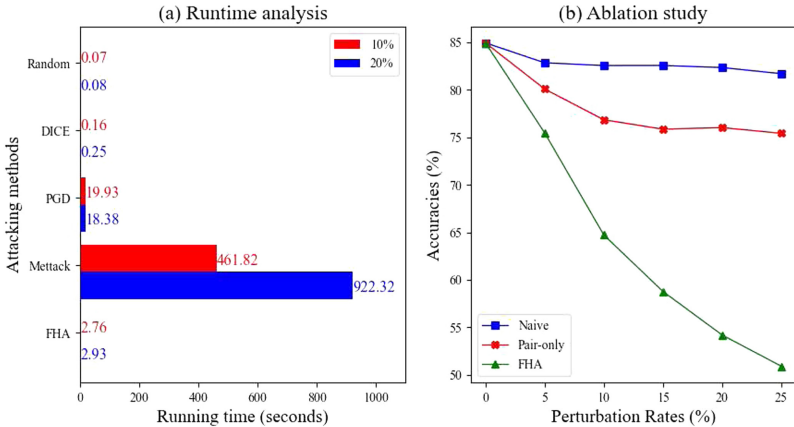 (a) Runtime analysis
Attacking methods
Random
DICE
PGD
Mettack
FHA
0.07
0.08
0.16
0.25
19.93
18.38
461.82
922.32
2.76
2.93
10%
20%
0 200 400 600 800 1000
Running time (seconds)
(b) Ablation study
Accuracies (%)
85
80
75
70
65
60
55
50
Naive
Pair-only
FHA
0 5 10 15 20 25
Perturbation Rates (%)